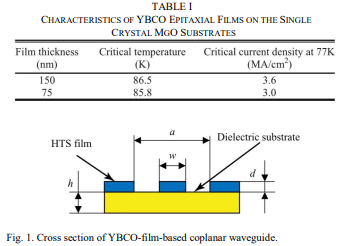 TABLE I
CHARACTERISTICS OF YBCO EPITAXIAL FILMS ON THE SINGLE
CRYSTAL MGO SUBSTRATES
Film thickness Critical temperature Critical current density at 77K
(nm) (K) (MA/cm²)
150 86.5 3.6
75 85.8 3.0
a
HTS film Dielectric substrate
w
h d
Fig. 1. Cross section of YBCO-film-based coplanar waveguide.